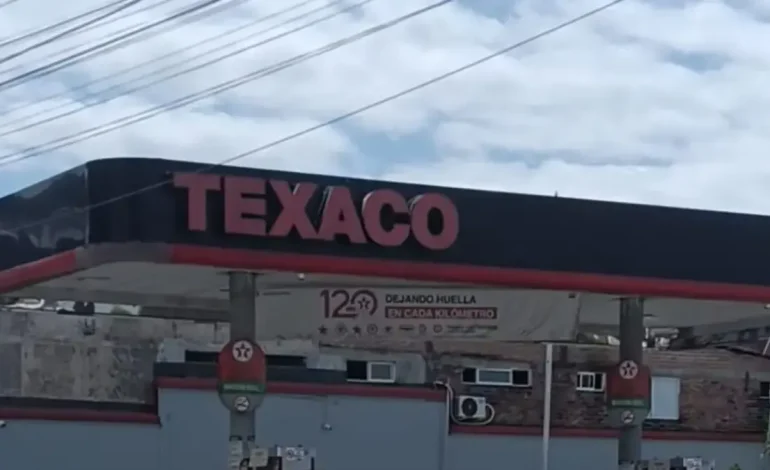 TEXACO
120
DEJANDO HUELLA
EN CADA KILÓMETRO